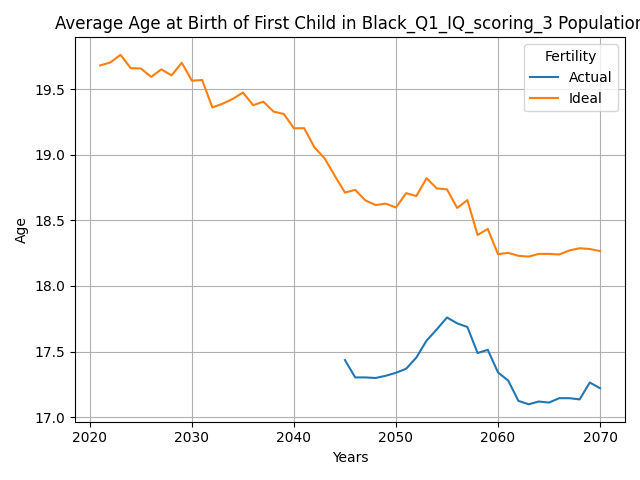 Average Age at Birth of First Child in Black_Q1_IQ_scoring_3 Population
Fertility
Actual
Ideal
19.5
19.0
18.5
18.0
17.5
17.0
Age
2020
2030
2040
2050
2060
2070
Years